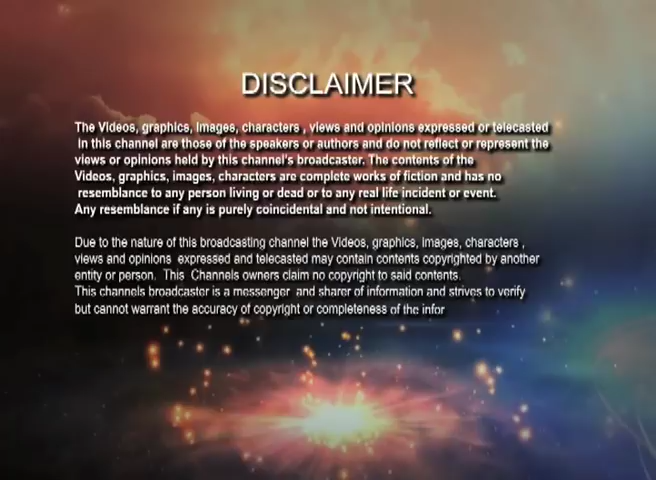 DISCLAIMER
The Videos, graphics, images, characters , views and opinions expressed or telecasted
in this channel are those of the speakers or authors and do not reflect or represent the
views or opinions held by this channel's broadcaster. The contents of the
Videos, graphics, images, characters are complete works of fiction and has no
resemblance to any person living or dead or to any real life incident or event.
Any resemblance if any is purely coincidental and not intentional.
Due to the nature of this broadcasting channel the Videos, graphics, images, characters ,
views and opinions expressed and telecasted may contain contents copyrighted by another
entity or person. This Channels owners claim no copyright to said contents.
This channels broadcaster is a messenger and sharer of information and strives to verify
but cannot warrant the accuracy of copyright or completeness of the infor